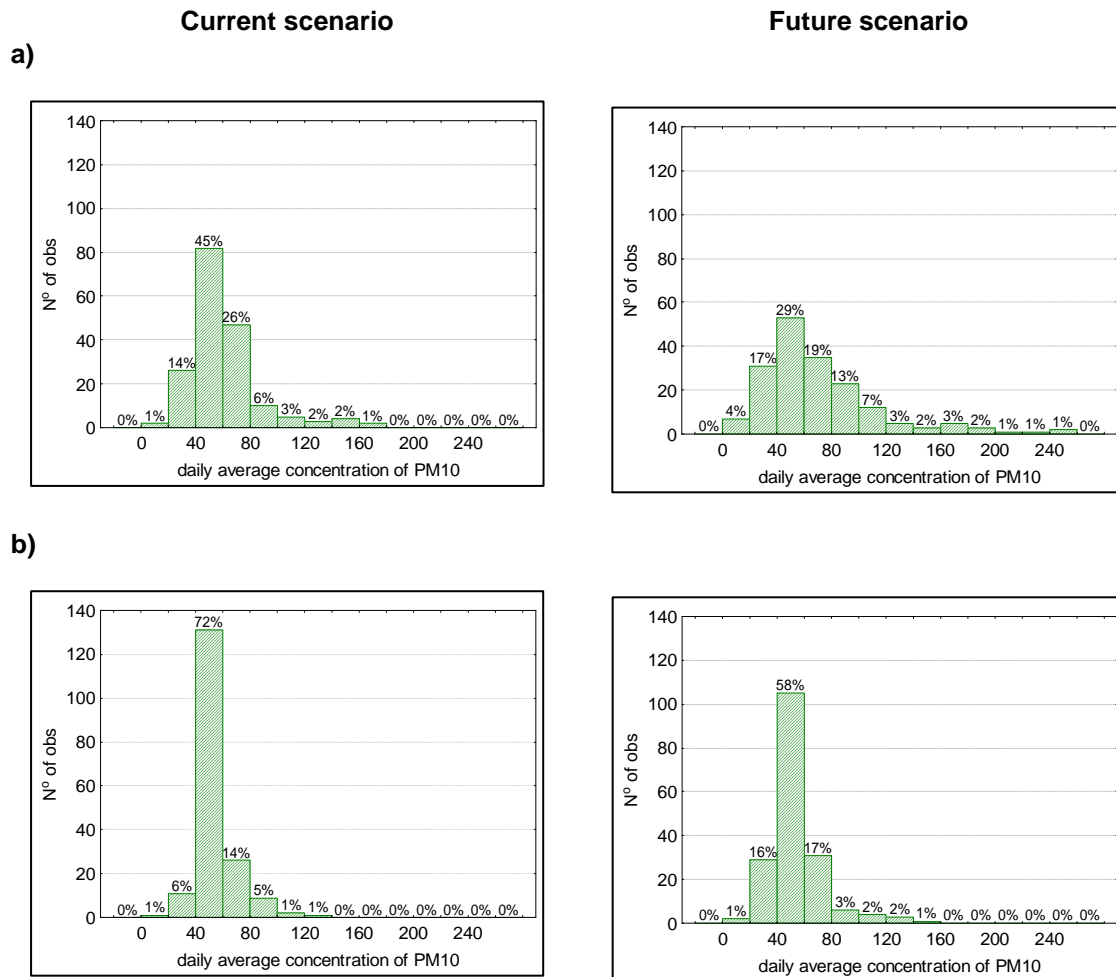 Current scenario
Future scenario
a)
140
120
100
80
60
40
20
0
Nº of obs
0% 1% 14% 45% 26% 6% 3% 2% 2% 1% 0% 0% 0% 0% 0%
0 40 80 120 160 200 240
daily average concentration of PM10
140
120
100
80
60
40
20
0
Nº of obs
0% 4% 17% 29% 19% 13% 7% 3% 2% 3% 2% 1% 1% 1% 0%
0 40 80 120 160 200 240
daily average concentration of PM10
b)
140
120
100
80
60
40
20
0
Nº of obs
0% 1% 6% 72% 14% 5% 1% 1% 0% 0% 0% 0% 0% 0% 0%
0 40 80 120 160 200 240
daily average concentration of PM10
140
120
100
80
60
40
20
0
Nº of obs
0% 1% 16% 58% 17% 3% 2% 2% 1% 0% 0% 0% 0% 0% 0%
0 40 80 120 160 200 240
daily average concentration of PM10